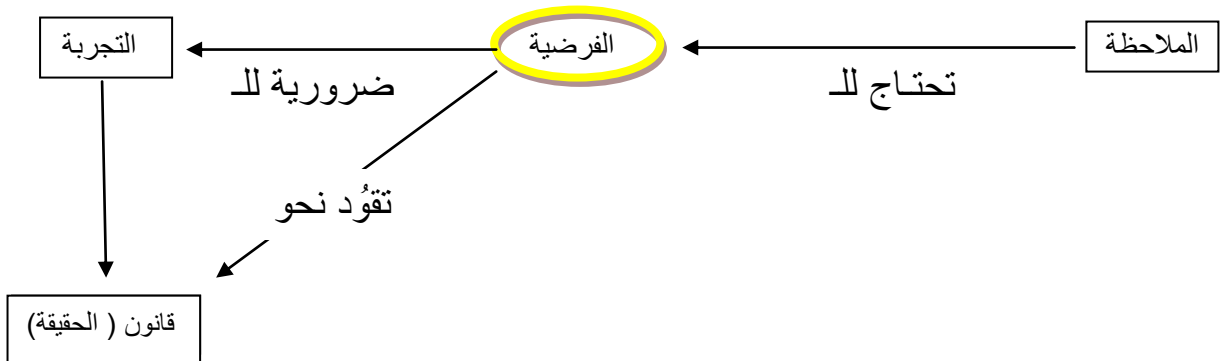 الملاحظة
الفرضية
التجربة
تحتـاج للـ
ضرورية للـ
تقوُد نحو
قانون ( الحقيقة)